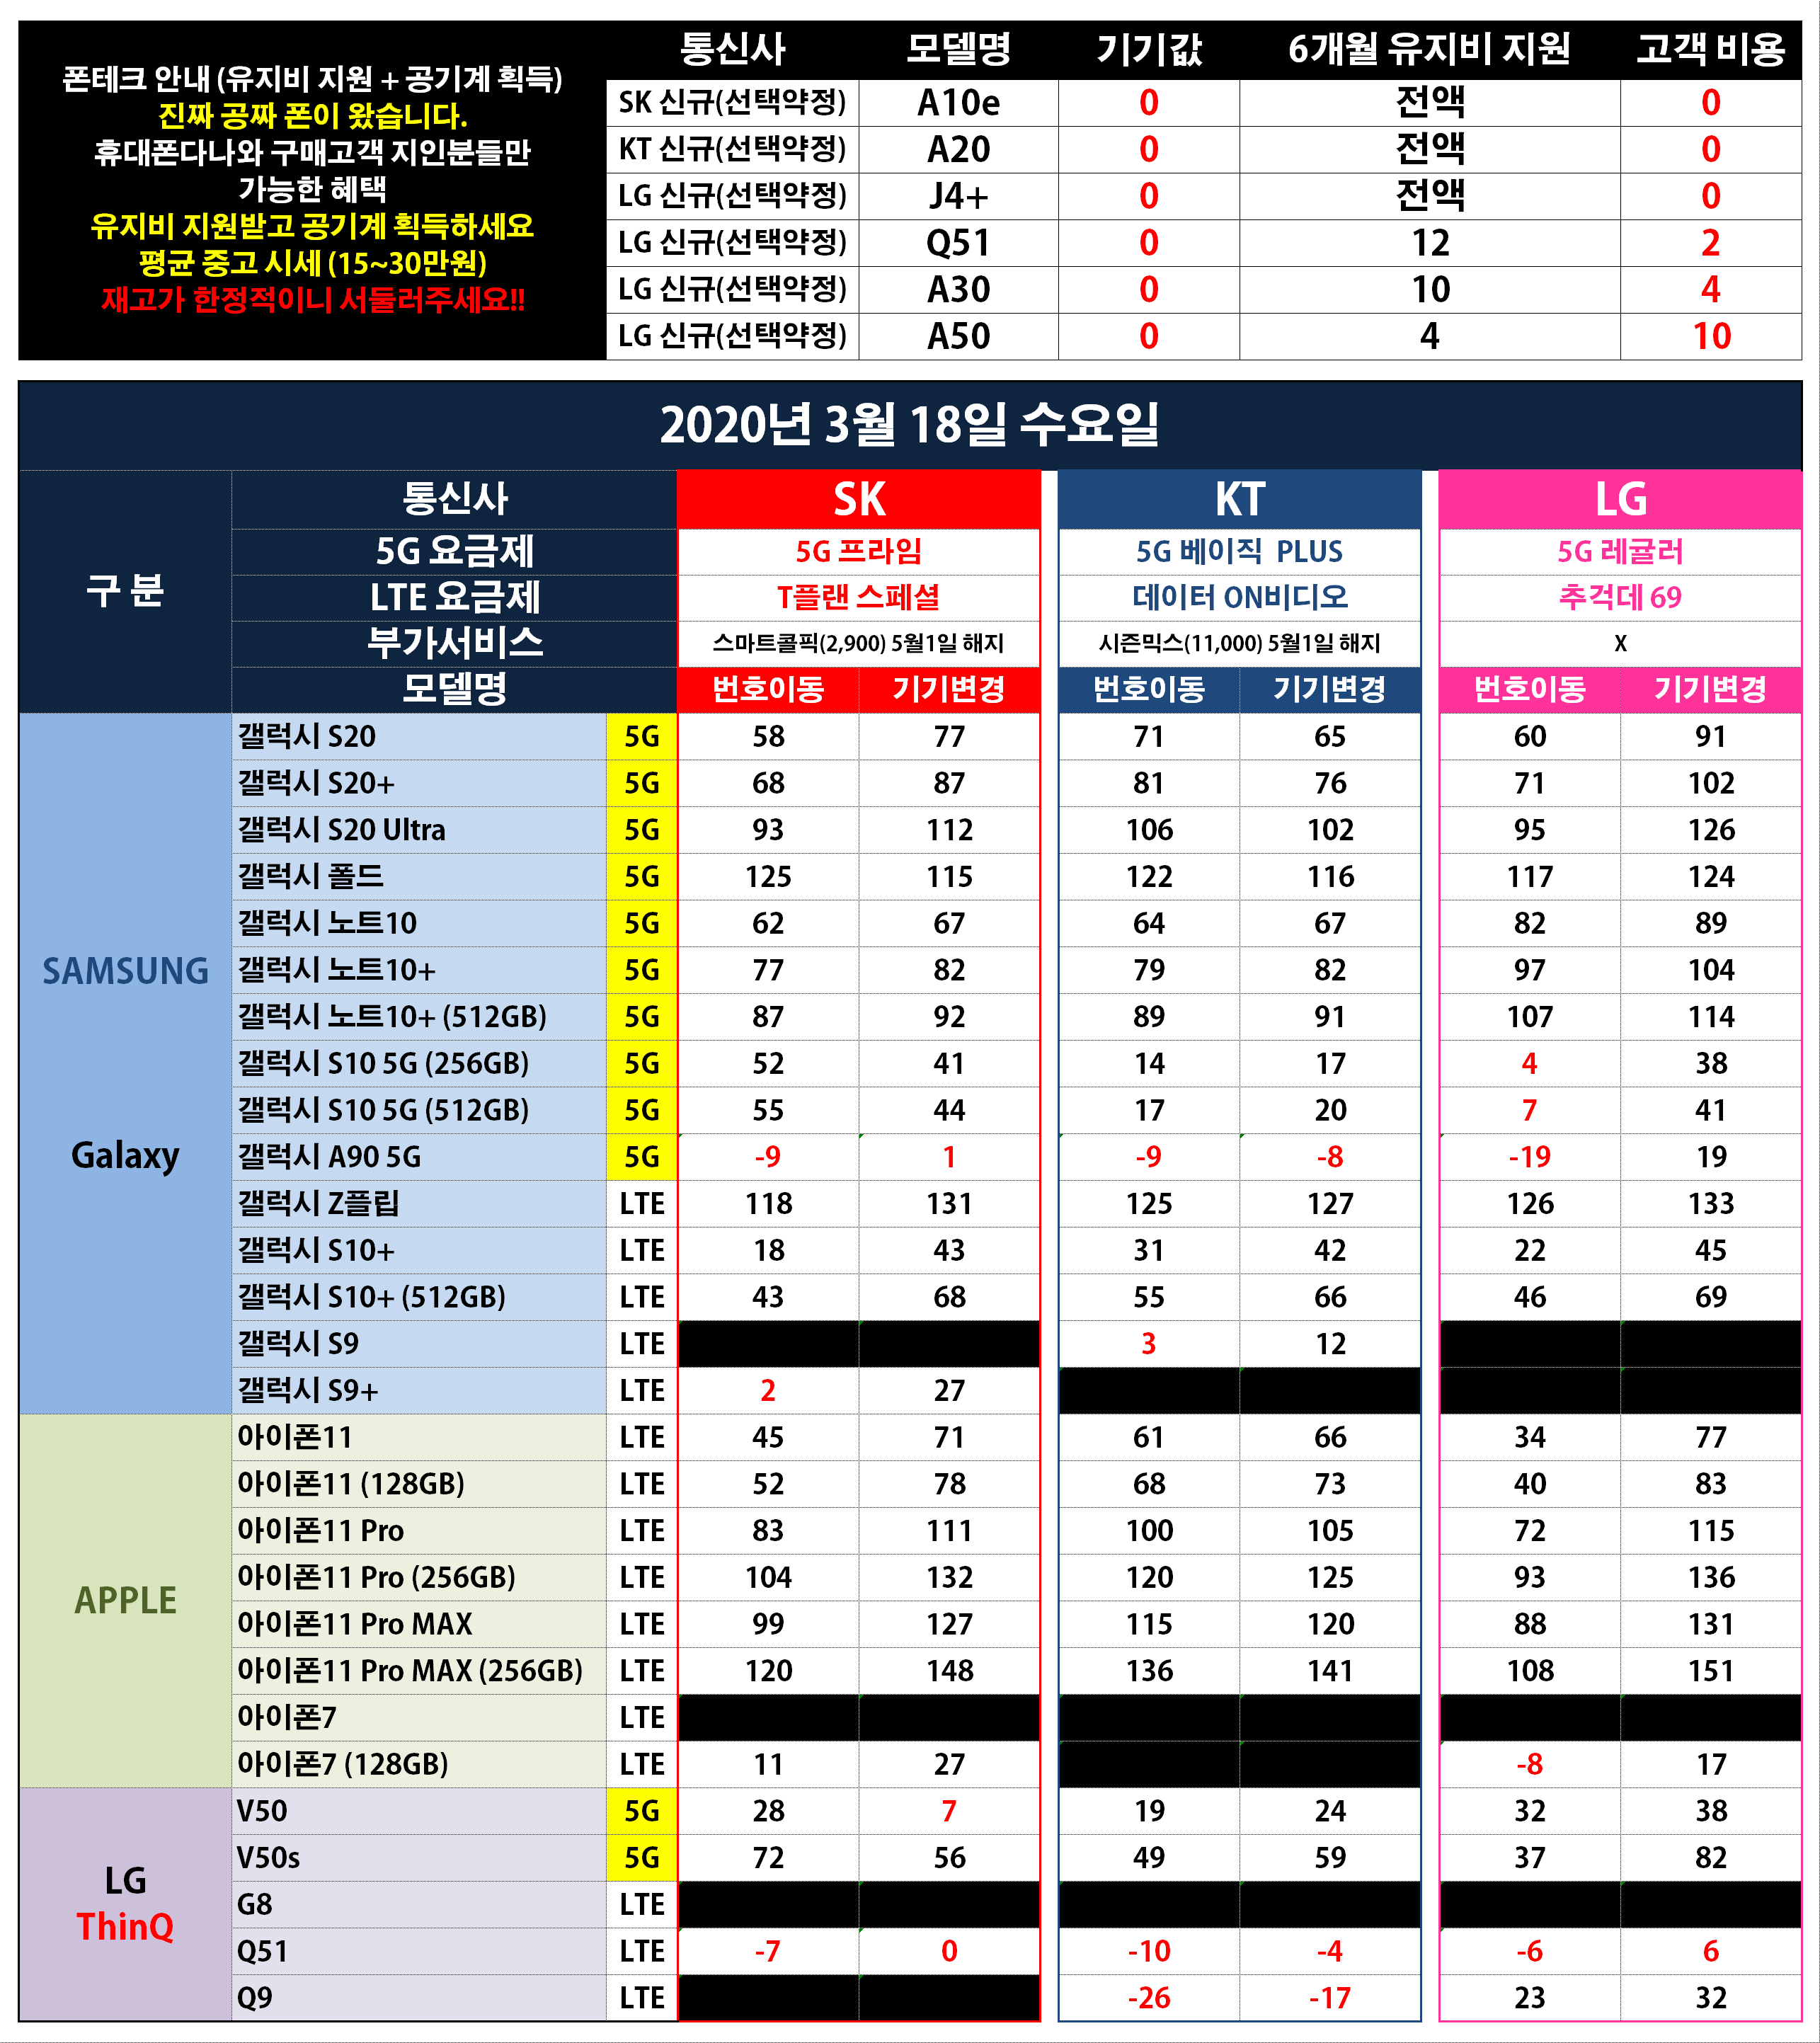 폰테크 안내 (유지비 지원 + 공기계 획득)
진짜 공짜 폰이 왔습니다.
휴대폰다나와 구매고객 지인분들만
가능한 혜택
유지비 지원받고 공기계 획득하세요
평균 중고 시세 (15~30만원)
재고가 한정적이니 서둘러주세요!!
통신사 모델명 기기값 6개월 유지비 지원 고객 비용
SK 신규(선택약정) A10e 0 전액 0
KT 신규(선택약정) A20 0 전액 0
LG 신규(선택약정) J4+ 0 전액 0
LG 신규(선택약정) Q51 0 12 2
LG 신규(선택약정) A30 0 10 4
LG 신규(선택약정) A50 0 4 10
2020년 3월 18일 수요일
구 분
통신사 SK KT LG
5G 요금제 5G 프라임 5G 베이직 PLUS 5G 레귤러
LTE 요금제 T플랜 스페셜 데이터 ON비디오 추걱데 69
부가서비스 스마트콜픽(2,900) 5월1일 해지 시즌믹스(11,000) 5월1일 해지 X
모델명 번호이동 기기변경 번호이동 기기변경 번호이동 기기변경
SAMSUNG
Galaxy
갤럭시 S20 5G 58 77 71 65 60 91
갤럭시 S20+ 5G 68 87 81 76 71 102
갤럭시 S20 Ultra 5G 93 112 106 102 95 126
갤럭시 폴드 5G 125 115 122 116 117 124
갤럭시 노트10 5G 62 67 64 67 82 89
갤럭시 노트10+ 5G 77 82 79 82 97 104
갤럭시 노트10+ (512GB) 5G 87 92 89 91 107 114
갤럭시 S10 5G (256GB) 5G 52 41 14 17 4 38
갤럭시 S10 5G (512GB) 5G 55 44 17 20 7 41
갤럭시 A90 5G 5G -9 1 -9 -8 -19 19
갤럭시 Z플립 LTE 118 131 125 127 126 133
갤럭시 S10+ LTE 18 43 31 42 22 45
갤럭시 S10+ (512GB) LTE 43 68 55 66 46 69
갤럭시 S9 LTE 3 12
갤럭시 S9+ LTE 2 27
APPLE
아이폰11 LTE 45 71 61 66 34 77
아이폰11 (128GB) LTE 52 78 68 73 40 83
아이폰11 Pro LTE 83 111 100 105 72 115
아이폰11 Pro (256GB) LTE 104 132 120 125 93 136
아이폰11 Pro MAX LTE 99 127 115 120 88 131
아이폰11 Pro MAX (256GB) LTE 120 148 136 141 108 151
아이폰7 LTE
아이폰7 (128GB) LTE 11 27 -8 17
LG
ThinQ
V50 5G 28 7 19 24 32 38
V50s 5G 72 56 49 59 37 82
G8 LTE
Q51 LTE -7 0 -10 -4 -6 6
Q9 LTE -26 -17 23 32